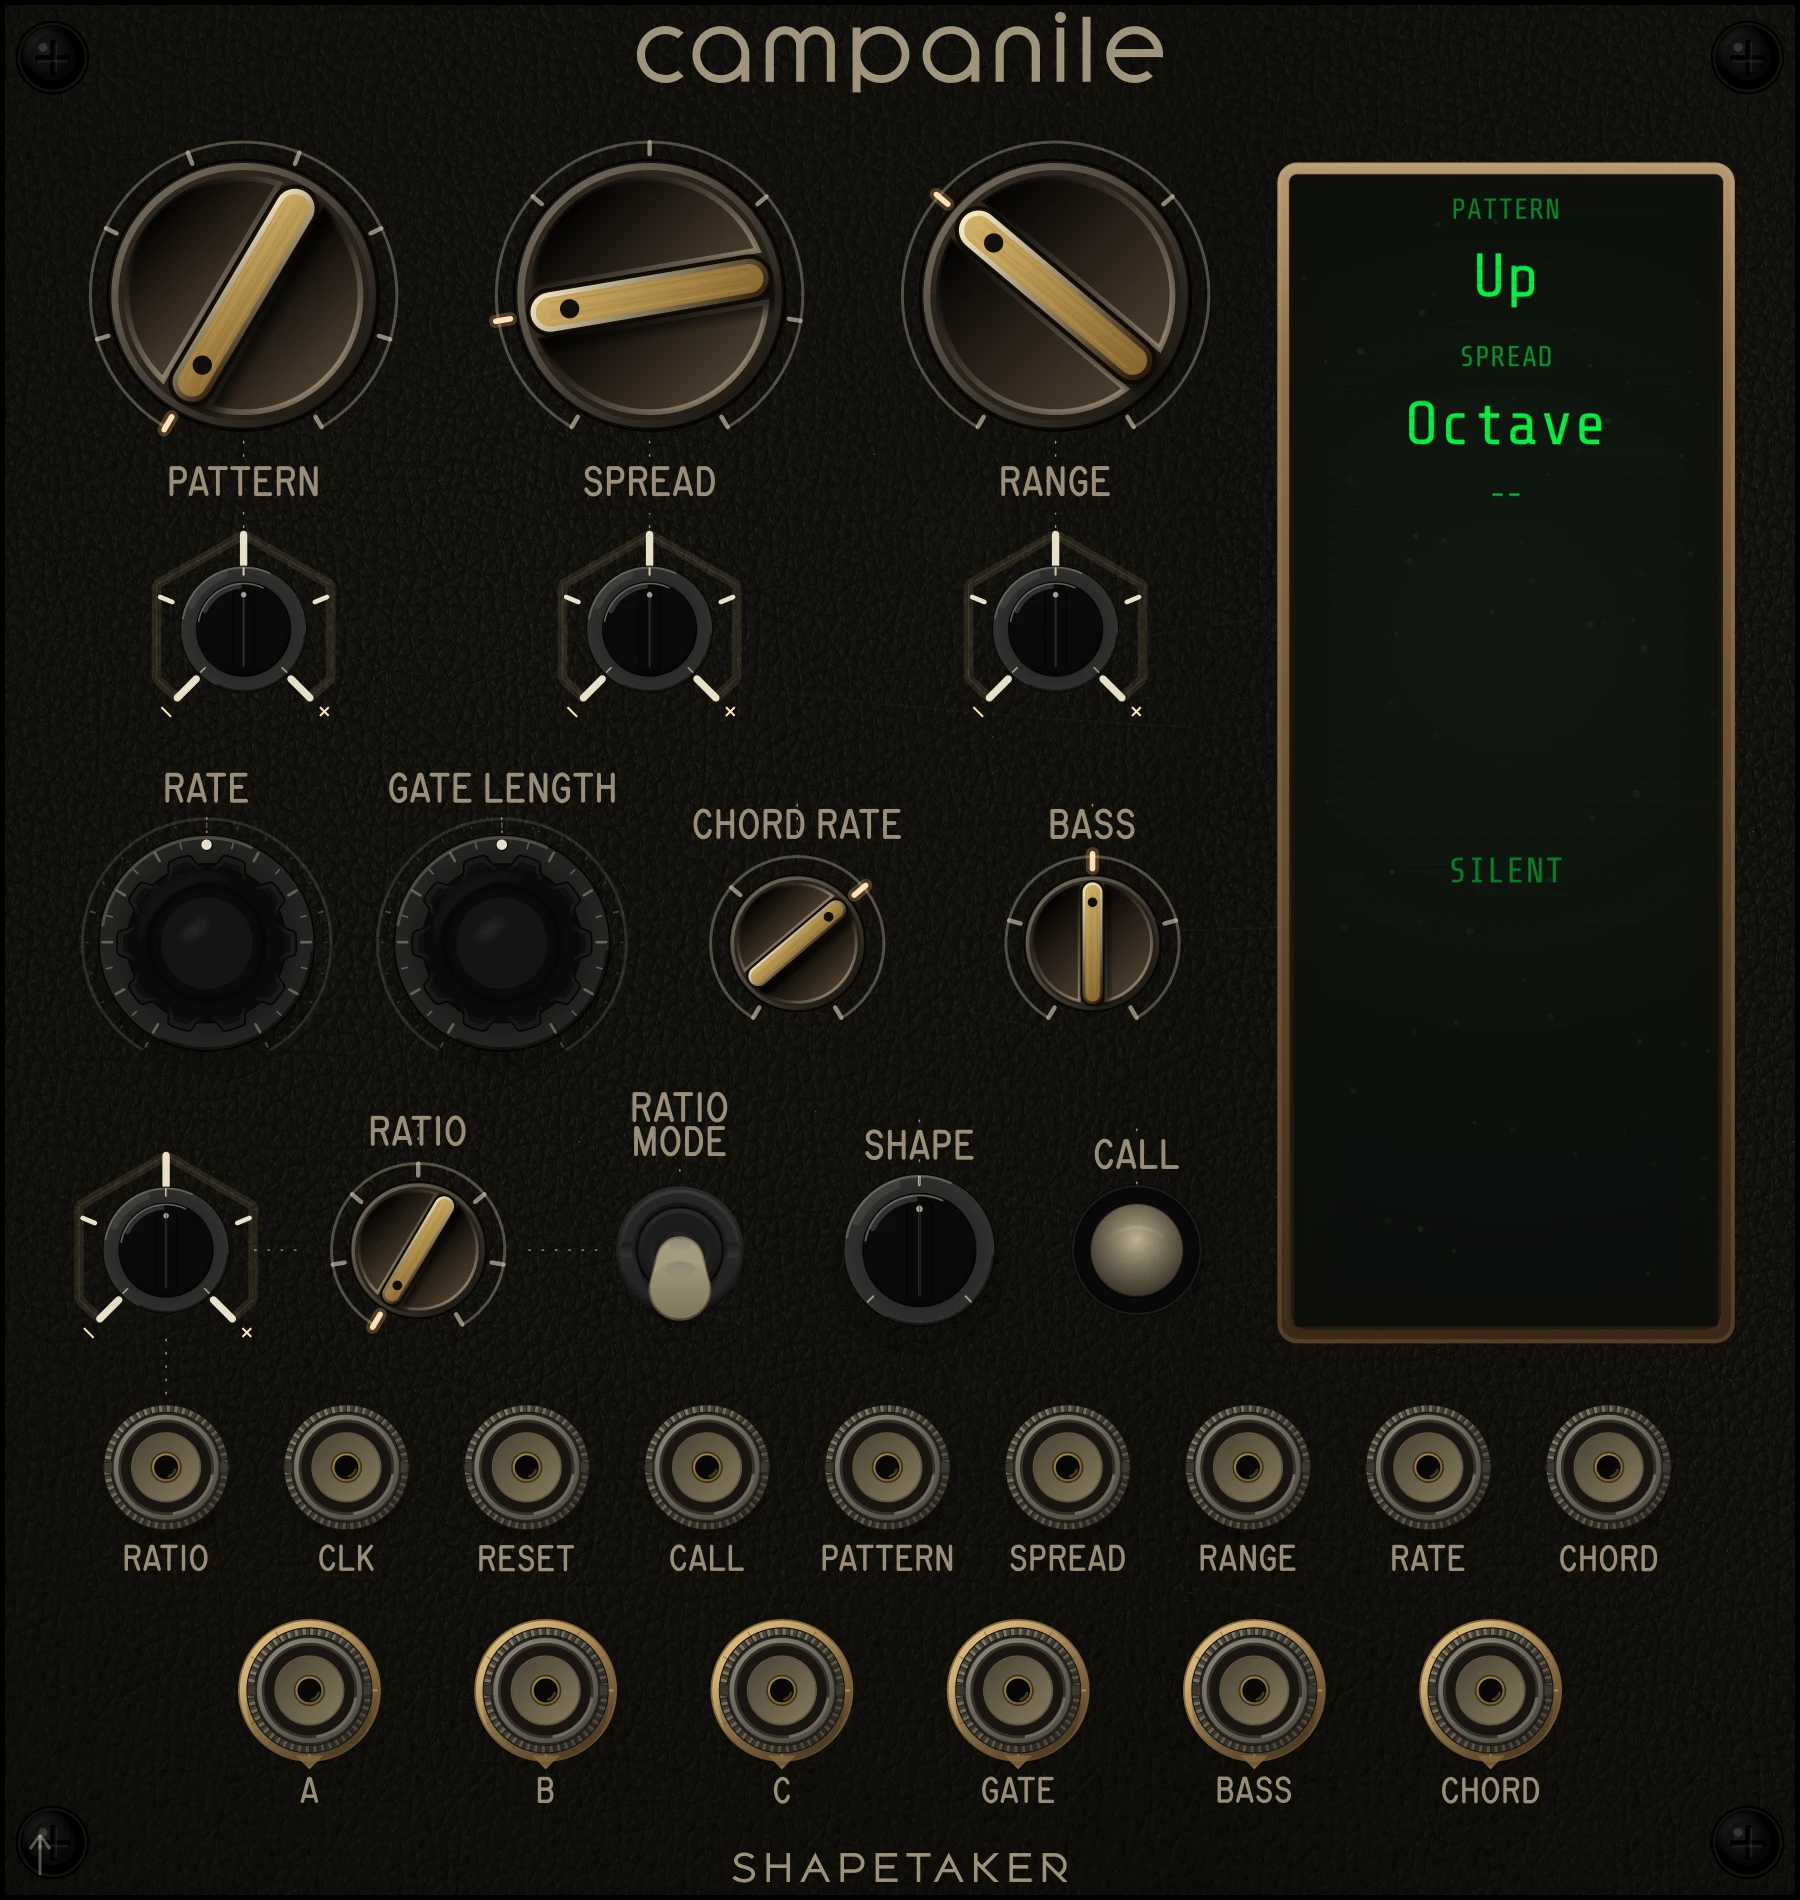 campanile
PATTERN
Up
SPREAD
Octave
--
SILENT
PATTERN SPREAD RANGE
RATE GATE LENGTH CHORD RATE BASS
RATIO RATIO MODE SHAPE CALL
RATIO CLK RESET CALL PATTERN SPREAD RANGE RATE CHORD
A B C GATE BASS CHORD
SHAPETAKER